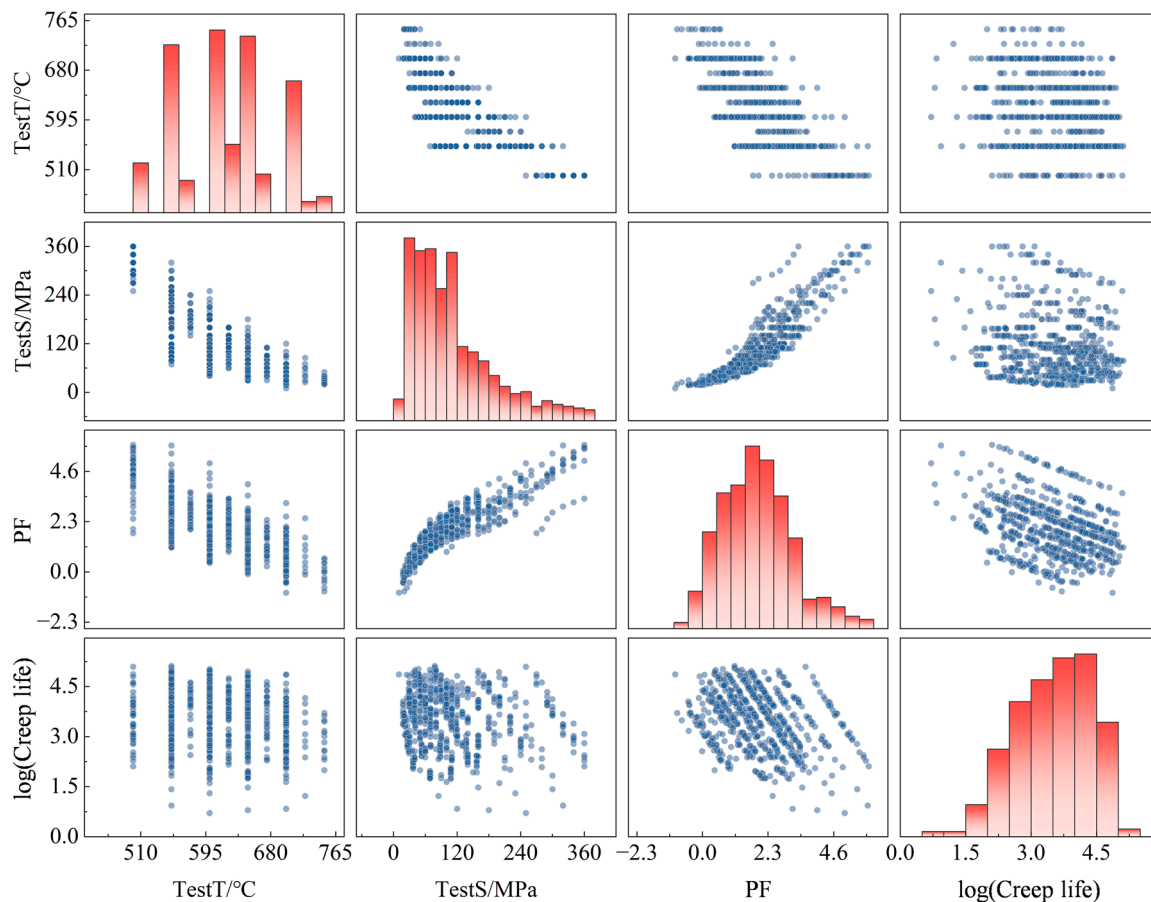 765
680
595
510
TestT/°C
360
240
120
0
TestS/MPa
4.6
2.3
0.0
−2.3
PF
4.5
3.0
1.5
0.0
log(Creep life)
510 595 680 765 0 120 240 360 −2.3 0.0 2.3 4.6 0.0 1.5 3.0 4.5
TestT/°C TestS/MPa PF log(Creep life)